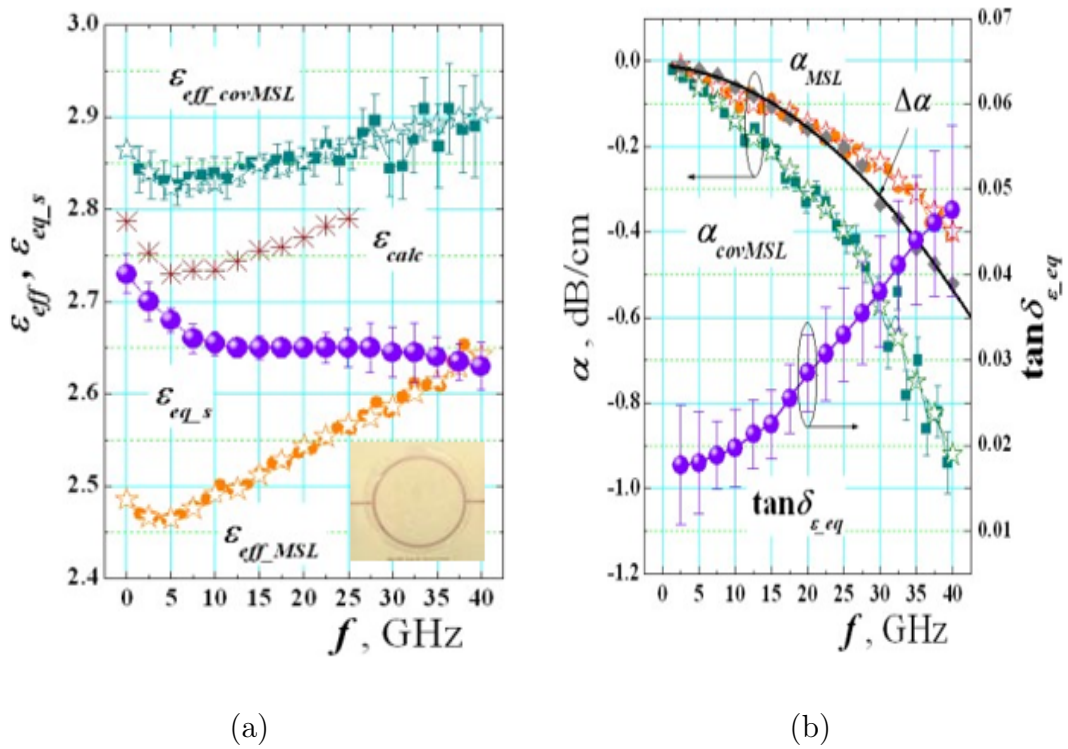 3.0
2.9
2.8
2.7
2.6
2.5
2.4
ε_eff , ε_eq_s
ε_eff_covMSL
ε_calc
ε_eq_s
ε_eff_MSL
0 5 10 15 20 25 30 35 40
f , GHz
(a)
0.0
-0.2
-0.4
-0.6
-0.8
-1.0
-1.2
α , dB/cm
α_MSL
Δα
α_covMSL
tanδ_ε_eq
0 5 10 15 20 25 30 35 40
f , GHz
0.07
0.06
0.05
0.04
0.03
0.02
0.01
tanδ_ε_eq
(b)